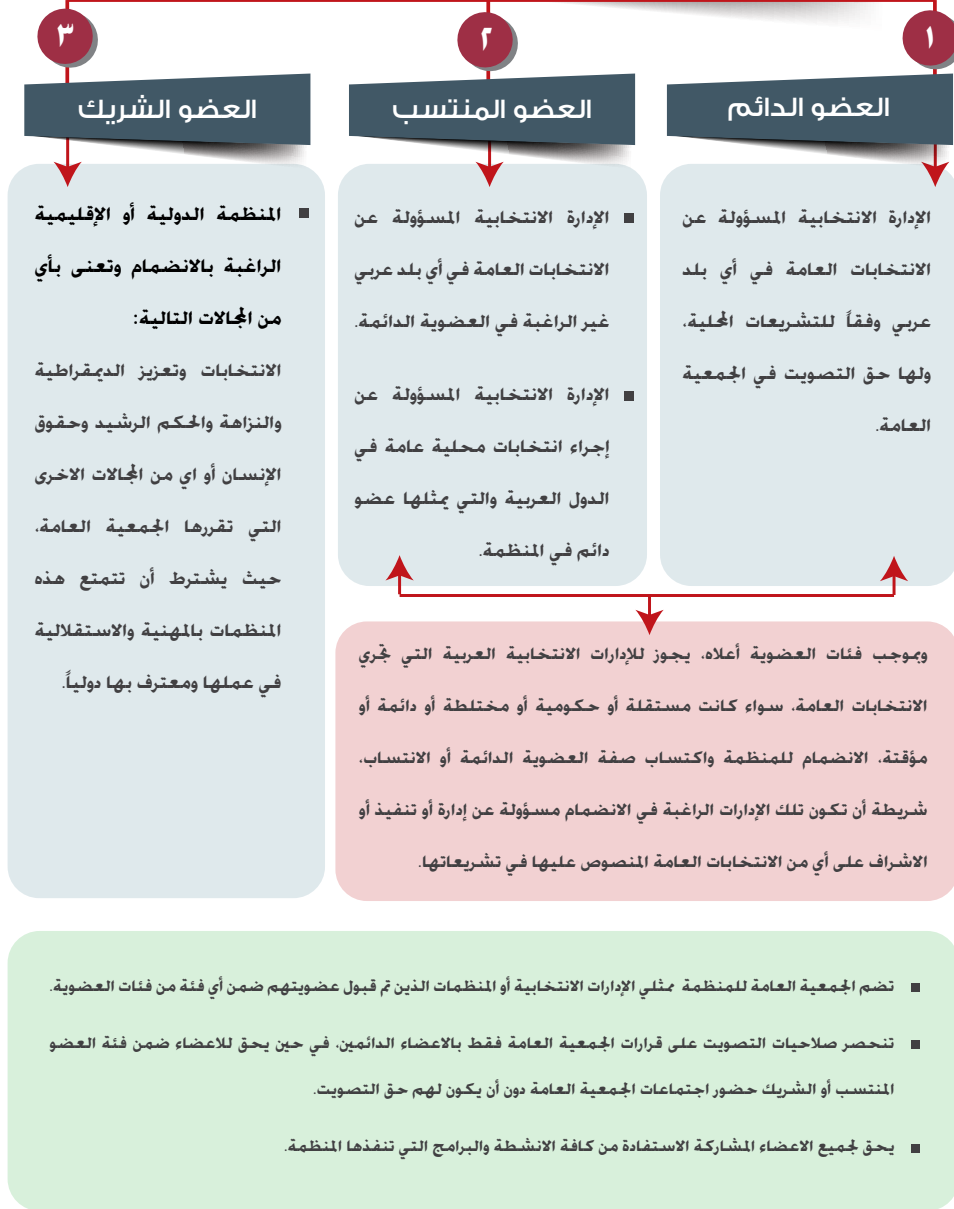 ١
العضو الدائم
الإدارة الانتخابية المسؤولة عن
الانتخابات العامة في أي بلد
عربي وفقاً للتشريعات المحلية،
ولها حق التصويت في الجمعية
العامة.
٢
العضو المنتسب
■ الإدارة الانتخابية المسؤولة عن
الانتخابات العامة في أي بلد عربي
غير الراغبة في العضوية الدائمة.
■ الإدارة الانتخابية المسؤولة عن
إجراء انتخابات محلية عامة في
الدول العربية والتي يمثلها عضو
دائم في المنظمة.
٣
العضو الشريك
■ المنظمة الدولية أو الإقليمية
الراغبة بالانضمام وتعنى بأي
من المجالات التالية:
الانتخابات وتعزيز الديمقراطية
والنزاهة والحكم الرشيد وحقوق
الإنسان أو اي من المجالات الاخرى
التي تقررها الجمعية العامة،
حيث يشترط أن تتمتع هذه
المنظمات بالمهنية والاستقلالية
في عملها ومعترف بها دولياً.
وبموجب فئات العضوية أعلاه، يجوز للإدارات الانتخابية العربية التي تجري
الانتخابات العامة، سواء كانت مستقلة أو حكومية أو مختلطة أو دائمة أو
مؤقتة، الانضمام للمنظمة واكتساب صفة العضوية الدائمة أو الانتساب،
شريطة أن تكون تلك الإدارات الراغبة في الانضمام مسؤولة عن إدارة أو تنفيذ أو
الاشراف على أي من الانتخابات العامة المنصوص عليها في تشريعاتها.
■ تضم الجمعية العامة للمنظمة ممثلي الإدارات الانتخابية أو المنظمات الذين تم قبول عضويتهم ضمن أي فئة من فئات العضوية.
■ تنحصر صلاحيات التصويت على قرارات الجمعية العامة فقط بالاعضاء الدائمين، في حين يحق للاعضاء ضمن فئة العضو
المنتسب أو الشريك حضور اجتماعات الجمعية العامة دون أن يكون لهم حق التصويت.
■ يحق لجميع الاعضاء المشاركة الاستفادة من كافة الانشطة والبرامج التي تنفذها المنظمة.